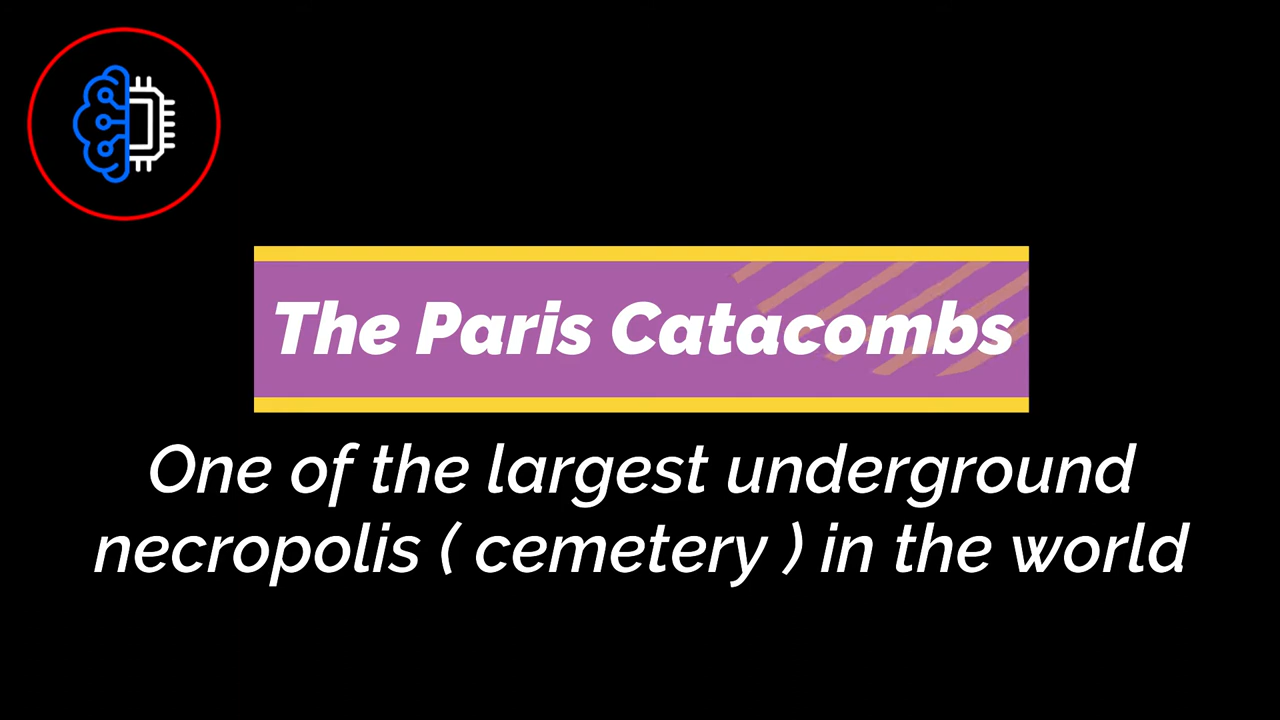 The Paris Catacombs
One of the largest underground
necropolis ( cemetery ) in the world